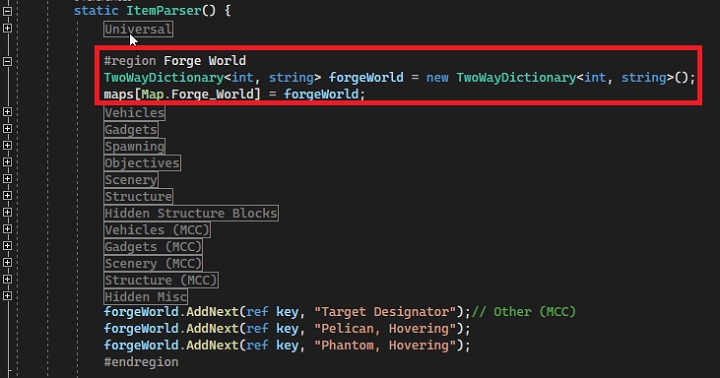 static ItemParser() {
Universal
#region Forge World
TwoWayDictionary<int, string> forgeWorld = new TwoWayDictionary<int, string>();
maps[Map.Forge_World] = forgeWorld;
Vehicles
Gadgets
Spawning
Objectives
Scenery
Structure
Hidden Structure Blocks
Vehicles (MCC)
Gadgets (MCC)
Scenery (MCC)
Structure (MCC)
Hidden Misc
forgeWorld.AddNext(ref key, "Target Designator");// Other (MCC)
forgeWorld.AddNext(ref key, "Pelican, Hovering");
forgeWorld.AddNext(ref key, "Phantom, Hovering");
#endregion